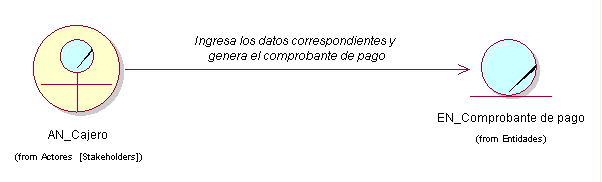 Ingresa los datos correspondientes y
genera el comprobante de pago
AN_Cajero
(from Actores [Stakeholders])
EN_Comprobante de pago
(from Entidades)